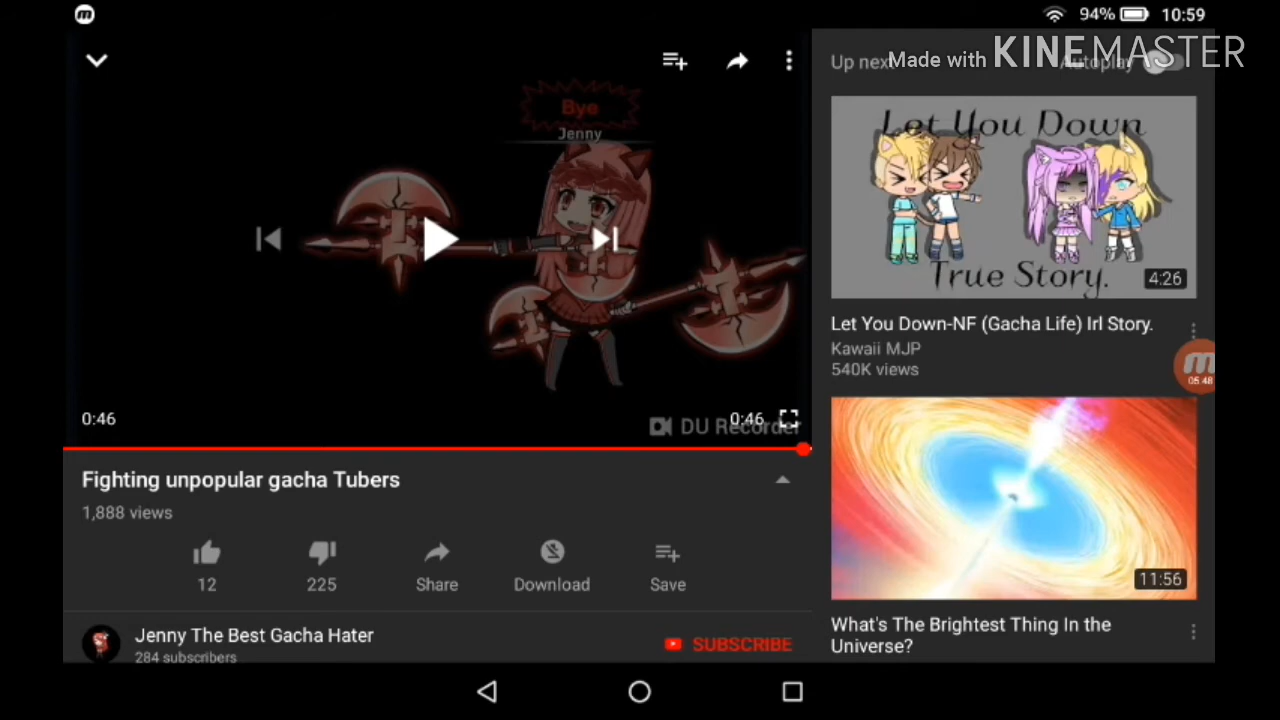 94% 10:59
Made with KINEMASTER
Up next Autoplay
Bye
Jenny
Let You Down
True Story.
4:26
Let You Down-NF (Gacha Life) Irl Story.
Kawaii MJP
540K views
05:48
0:46 0:46
DU Recorder
Fighting unpopular gacha Tubers
1,888 views
12 225 Share Download Save
11:56
What's The Brightest Thing In the
Universe?
Jenny The Best Gacha Hater
284 subscribers
SUBSCRIBE